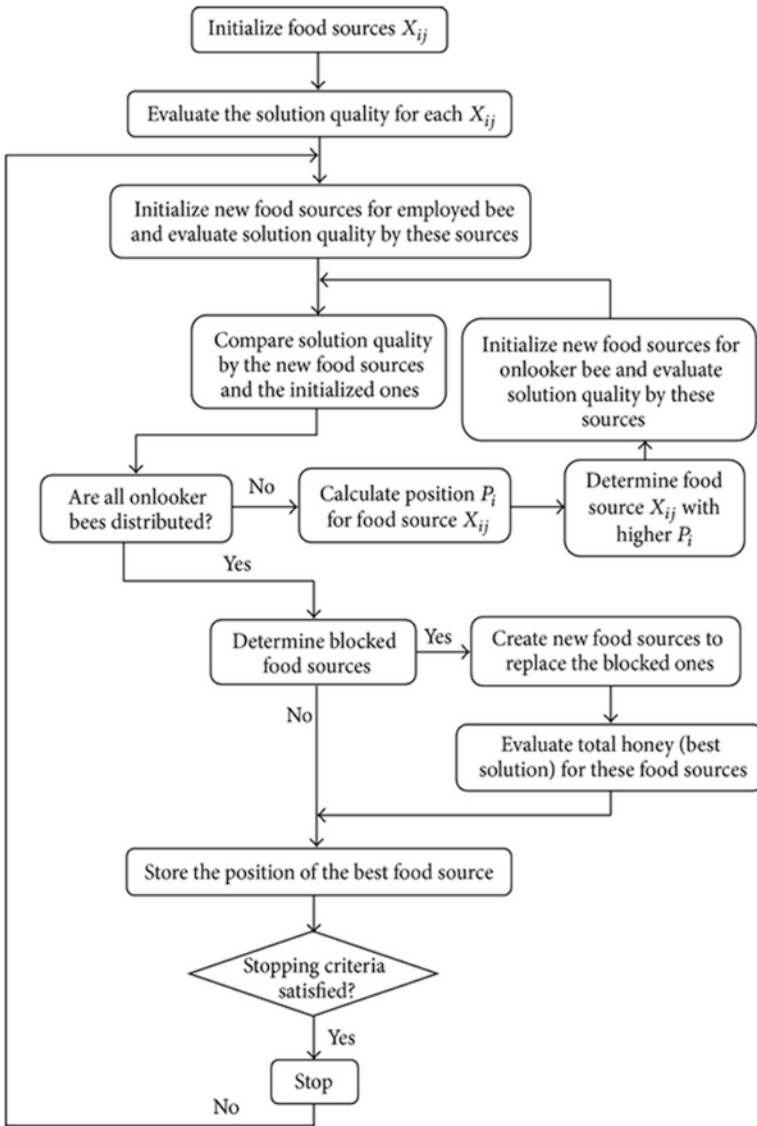 Initialize food sources X_ij
Evaluate the solution quality for each X_ij
Initialize new food sources for employed bee
and evaluate solution quality by these sources
Compare solution quality
by the new food sources
and the initialized ones
Initialize new food sources for
onlooker bee and evaluate
solution quality by these
sources
Are all onlooker
bees distributed?
No
Calculate position P_i
for food source X_ij
Determine food
source X_ij with
higher P_i
Yes
Determine blocked
food sources
Yes
Create new food sources to
replace the blocked ones
No
Evaluate total honey (best
solution) for these food sources
Store the position of the best food source
Stopping criteria
satisfied?
Yes
Stop
No